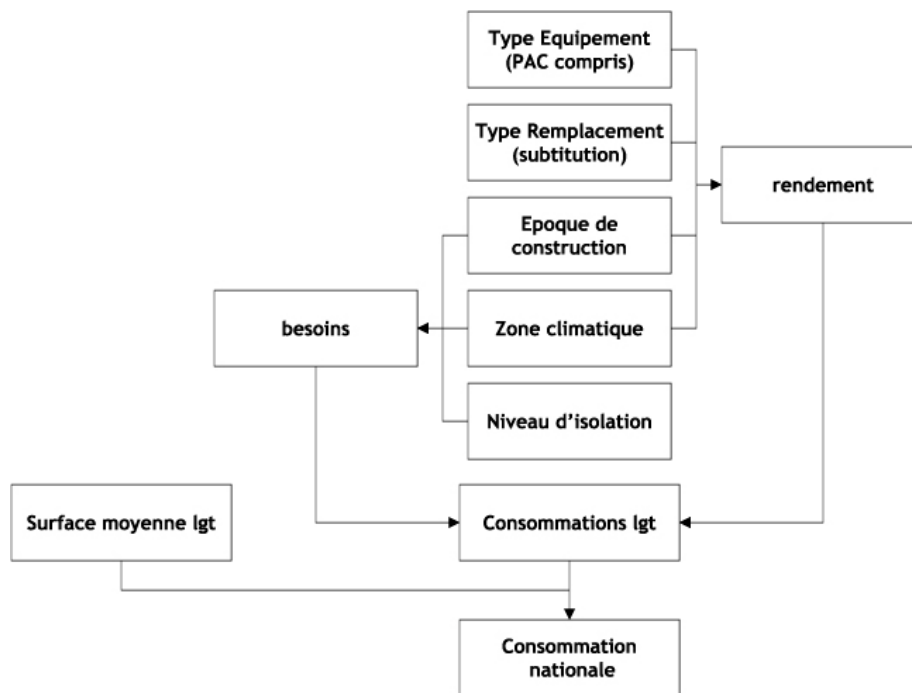 Type Equipement
(PAC compris)
Type Remplacement
(subtitution)
rendement
Epoque de
construction
besoins
Zone climatique
Niveau d'isolation
Surface moyenne lgt
Consommations lgt
Consommation
nationale